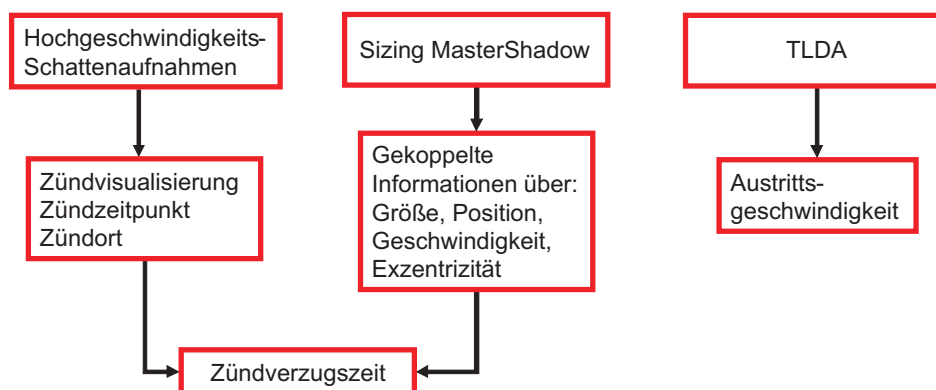 Hochgeschwindigkeits-
Schattenaufnahmen
Sizing MasterShadow
TLDA
Zündvisualisierung
Zündzeitpunkt
Zündort
Gekoppelte
Informationen über:
Größe, Position,
Geschwindigkeit,
Exzentrizität
Austritts-
geschwindigkeit
Zündverzugszeit